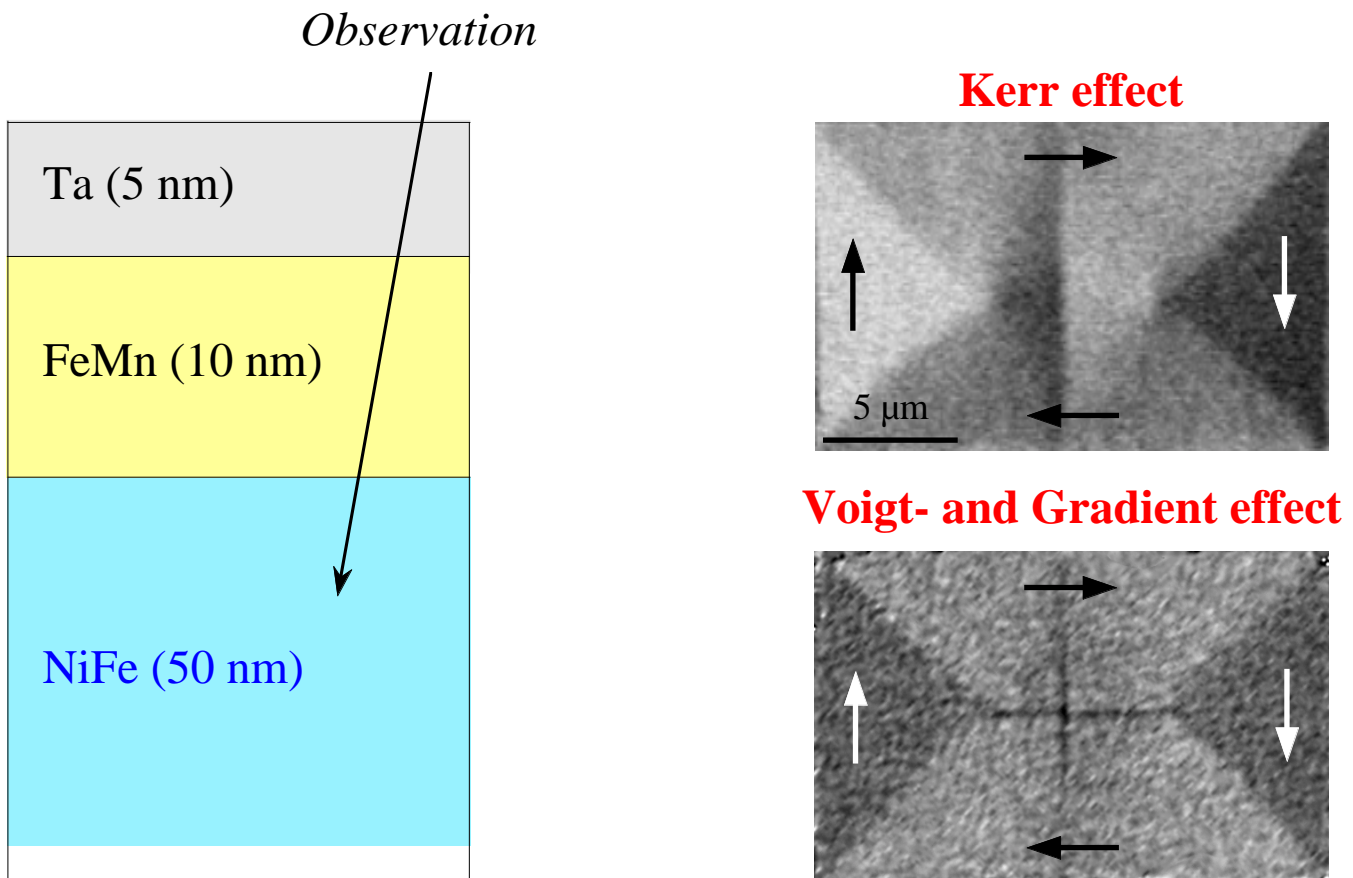 Observation
Ta (5 nm)
FeMn (10 nm)
NiFe (50 nm)
Kerr effect
5 μm
Voigt- and Gradient effect